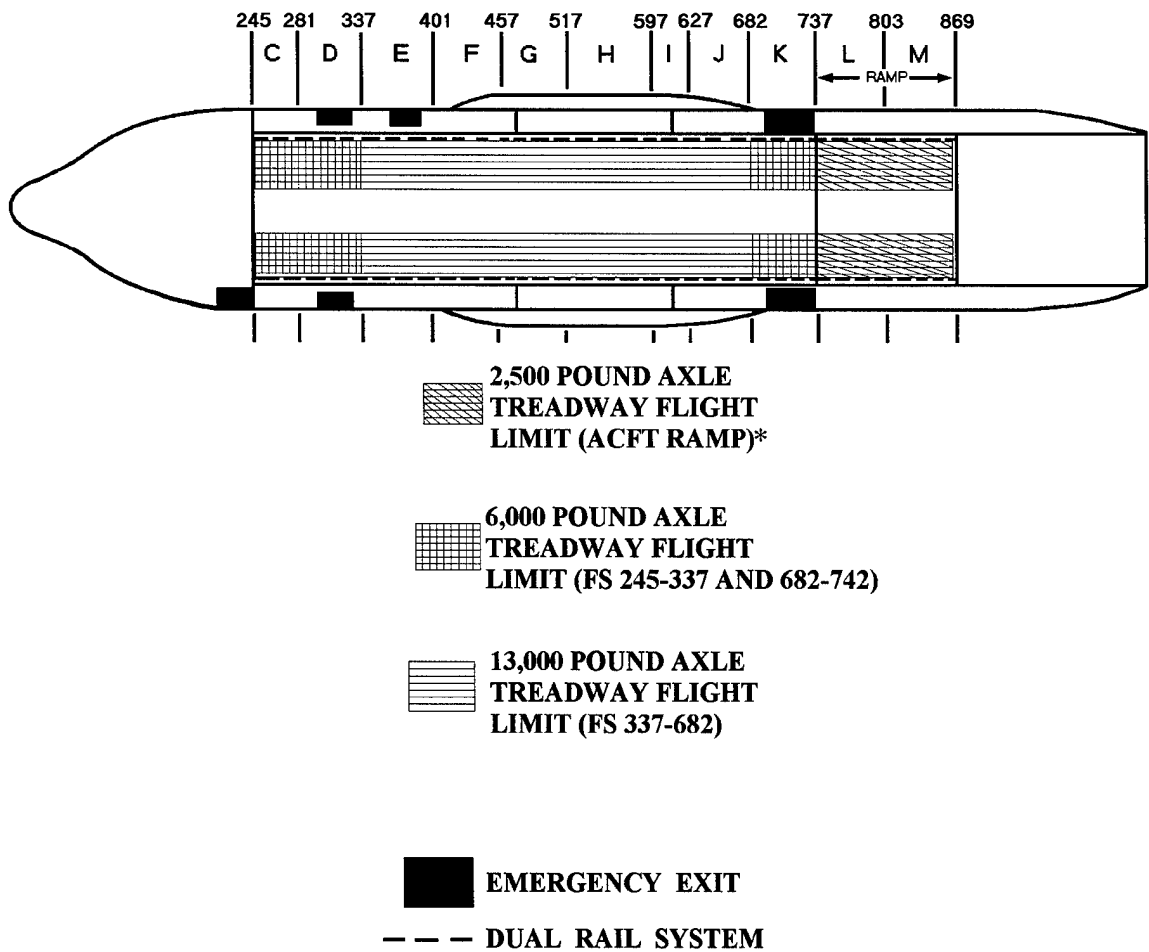 245 281 337 401 457 517 597 627 682 737 803 869
C D E F G H I J K L M
RAMP
2,500 POUND AXLE
TREADWAY FLIGHT
LIMIT (ACFT RAMP)*
6,000 POUND AXLE
TREADWAY FLIGHT
LIMIT (FS 245-337 AND 682-742)
13,000 POUND AXLE
TREADWAY FLIGHT
LIMIT (FS 337-682)
EMERGENCY EXIT
DUAL RAIL SYSTEM